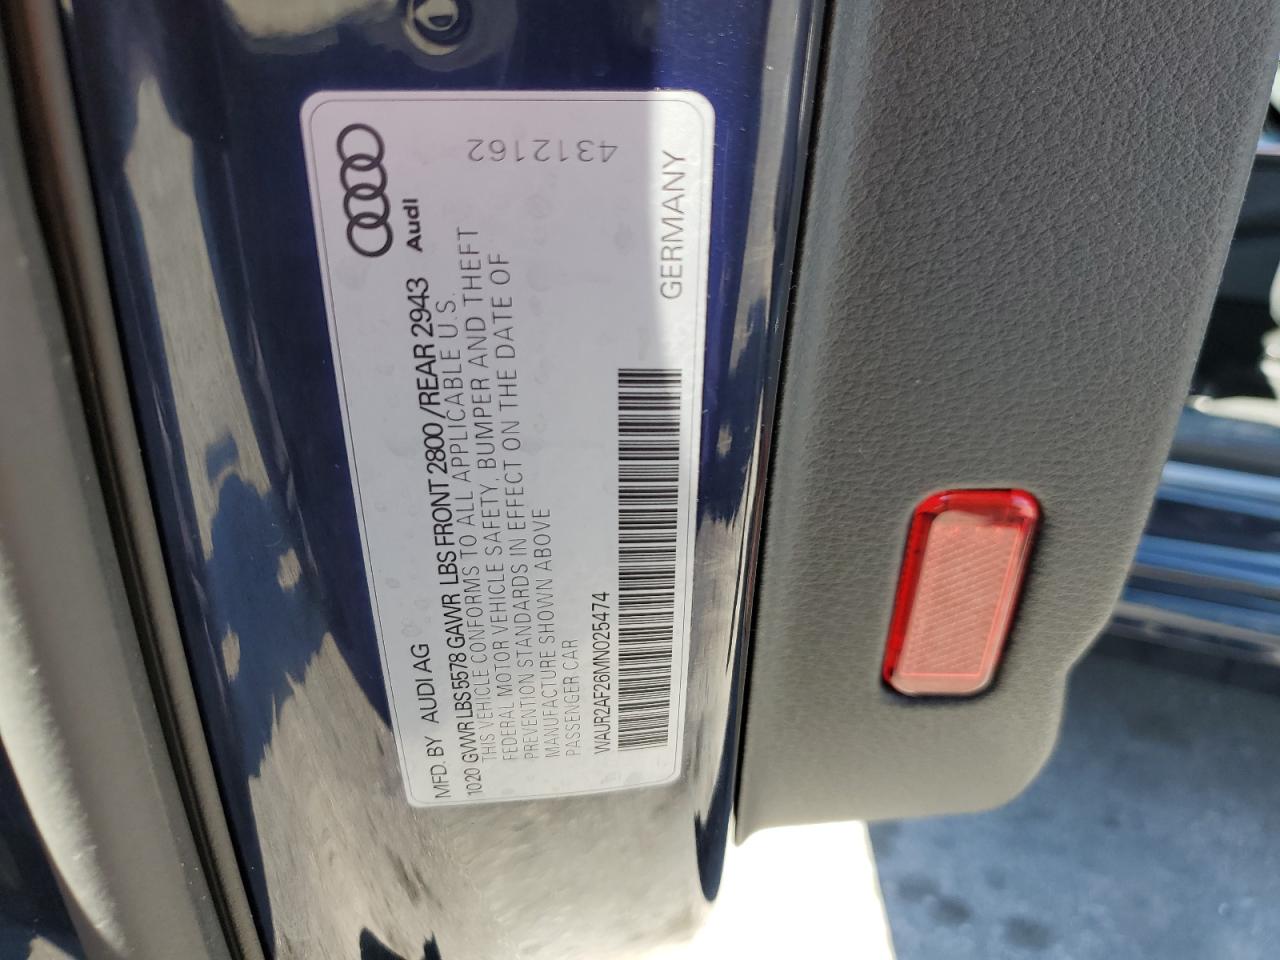 Audi
MFD. BY AUDI AG
1020 GVWR LBS 5578 GAWR LBS FRONT 2800 / REAR 2943
THIS VEHICLE CONFORMS TO ALL APPLICABLE U.S.
FEDERAL MOTOR VEHICLE SAFETY, BUMPER AND THEFT
PREVENTION STANDARDS IN EFFECT ON THE DATE OF
MANUFACTURE SHOWN ABOVE
PASSENGER CAR
WAUR2AF26MN025474
GERMANY
4312162